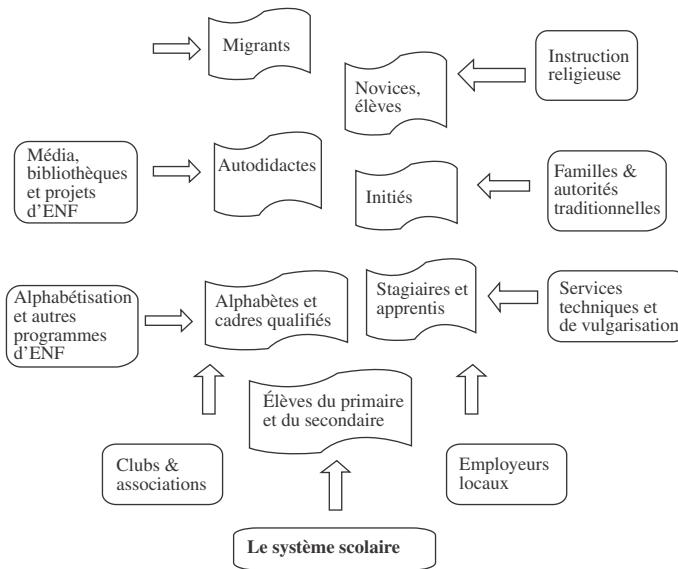 Migrants
Instruction
religieuse
Novices,
élèves
Média,
bibliothèques
et projets
d'ENF
Autodidactes
Initiés
Familles &
autorités
traditionnelles
Alphabétisation
et autres
programmes
d'ENF
Alphabètes et
cadres qualifiés
Stagiaires et
apprentis
Services
techniques et
de vulgarisation
Élèves du primaire
et du secondaire
Clubs &
associations
Employeurs
locaux
Le système scolaire